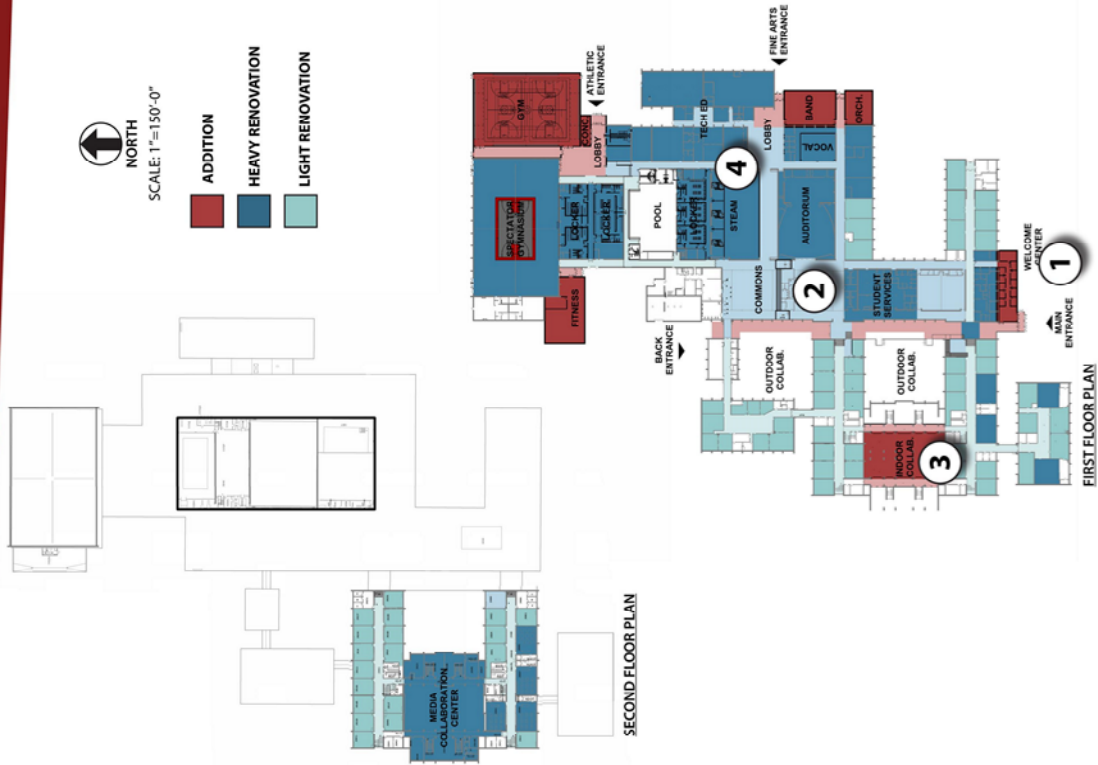 NORTH
SCALE: 1"=150'-0"
ADDITION
HEAVY RENOVATION
LIGHT RENOVATION
GYM
ATHLETIC
ENTRANCE
CONC.
LOBBY
SPECTATOR
GYMNASIUM
LOCKER
LOCKER
FITNESS
POOL
LOCKER
STEAM
TECH ED
4
FINE ARTS
ENTRANCE
LOBBY
BAND
ORCH.
VOCAL
AUDITORIUM
COMMONS
2
STUDENT
SERVICES
WELCOME
CENTER
1
MAIN
ENTRANCE
BACK
ENTRANCE
OUTDOOR
COLLAB.
OUTDOOR
COLLAB.
INDOOR
COLLAB.
3
FIRST FLOOR PLAN
MEDIA
COLLABORATION
CENTER
SECOND FLOOR PLAN